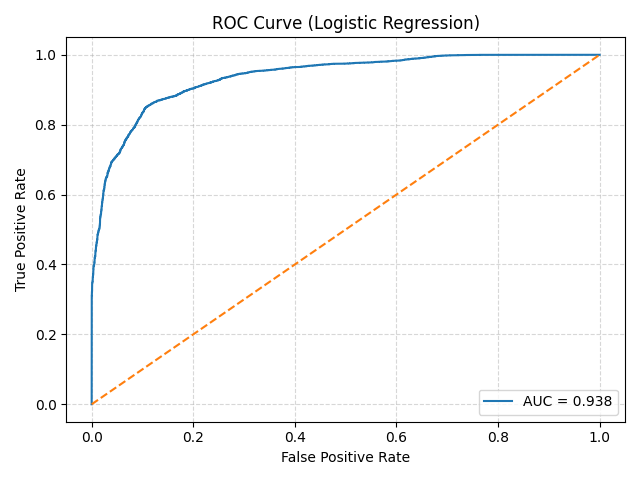 ROC Curve (Logistic Regression)
True Positive Rate
1.0
0.8
0.6
0.4
0.2
0.0
AUC = 0.938
0.0 0.2 0.4 0.6 0.8 1.0
False Positive Rate